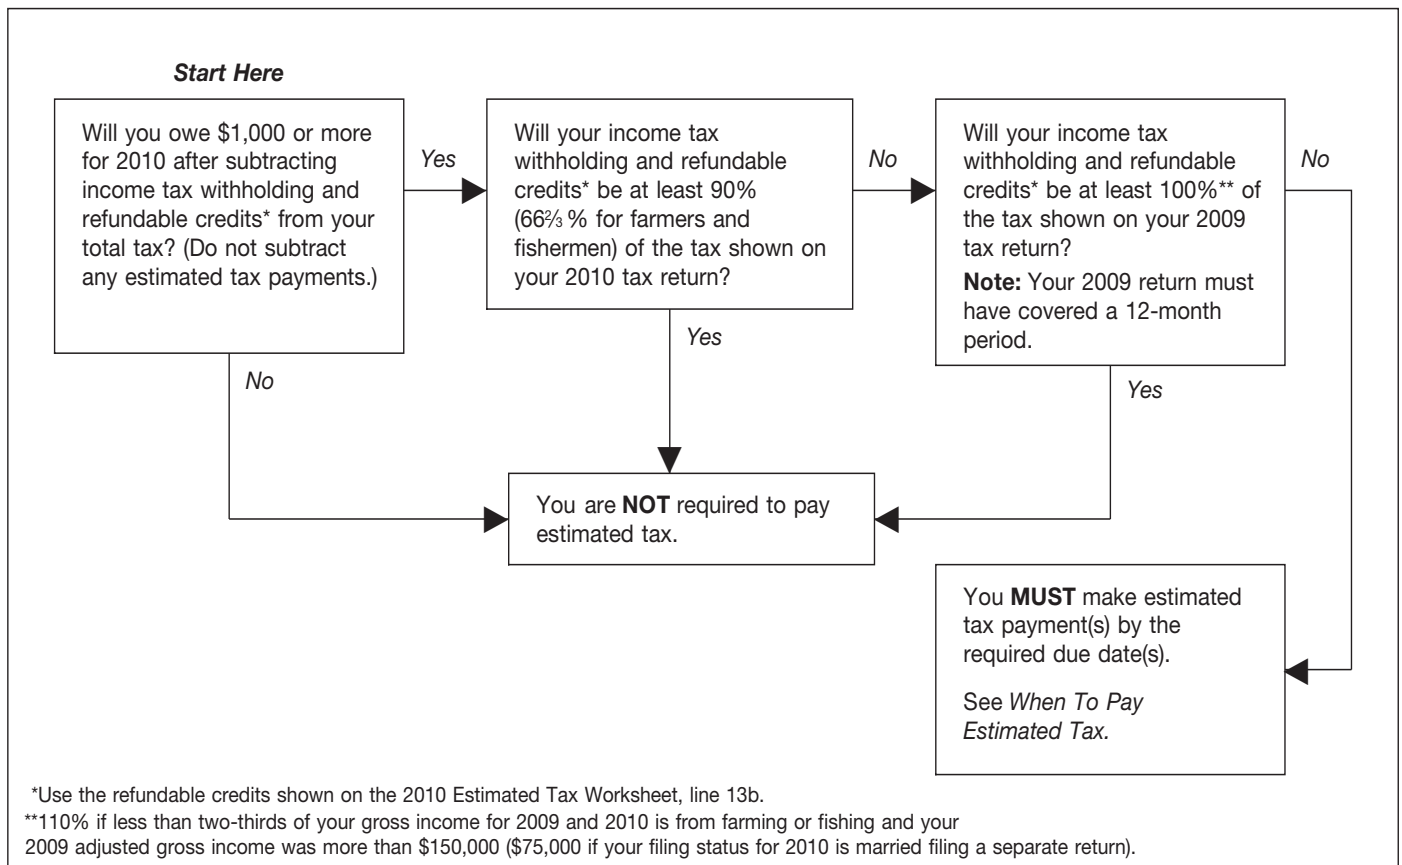 Start Here
Will you owe $1,000 or more
for 2010 after subtracting
income tax withholding and
refundable credits* from your
total tax? (Do not subtract
any estimated tax payments.)
Yes
No
Will your income tax
withholding and refundable
credits* be at least 90%
(66⅔ % for farmers and
fishermen) of the tax shown on
your 2010 tax return?
No
Yes
Will your income tax
withholding and refundable
credits* be at least 100%** of
the tax shown on your 2009
tax return?
Note: Your 2009 return must
have covered a 12-month
period.
No
Yes
You are NOT required to pay
estimated tax.
You MUST make estimated
tax payment(s) by the
required due date(s).
See When To Pay
Estimated Tax.
*Use the refundable credits shown on the 2010 Estimated Tax Worksheet, line 13b.
**110% if less than two-thirds of your gross income for 2009 and 2010 is from farming or fishing and your
2009 adjusted gross income was more than $150,000 ($75,000 if your filing status for 2010 is married filing a separate return).